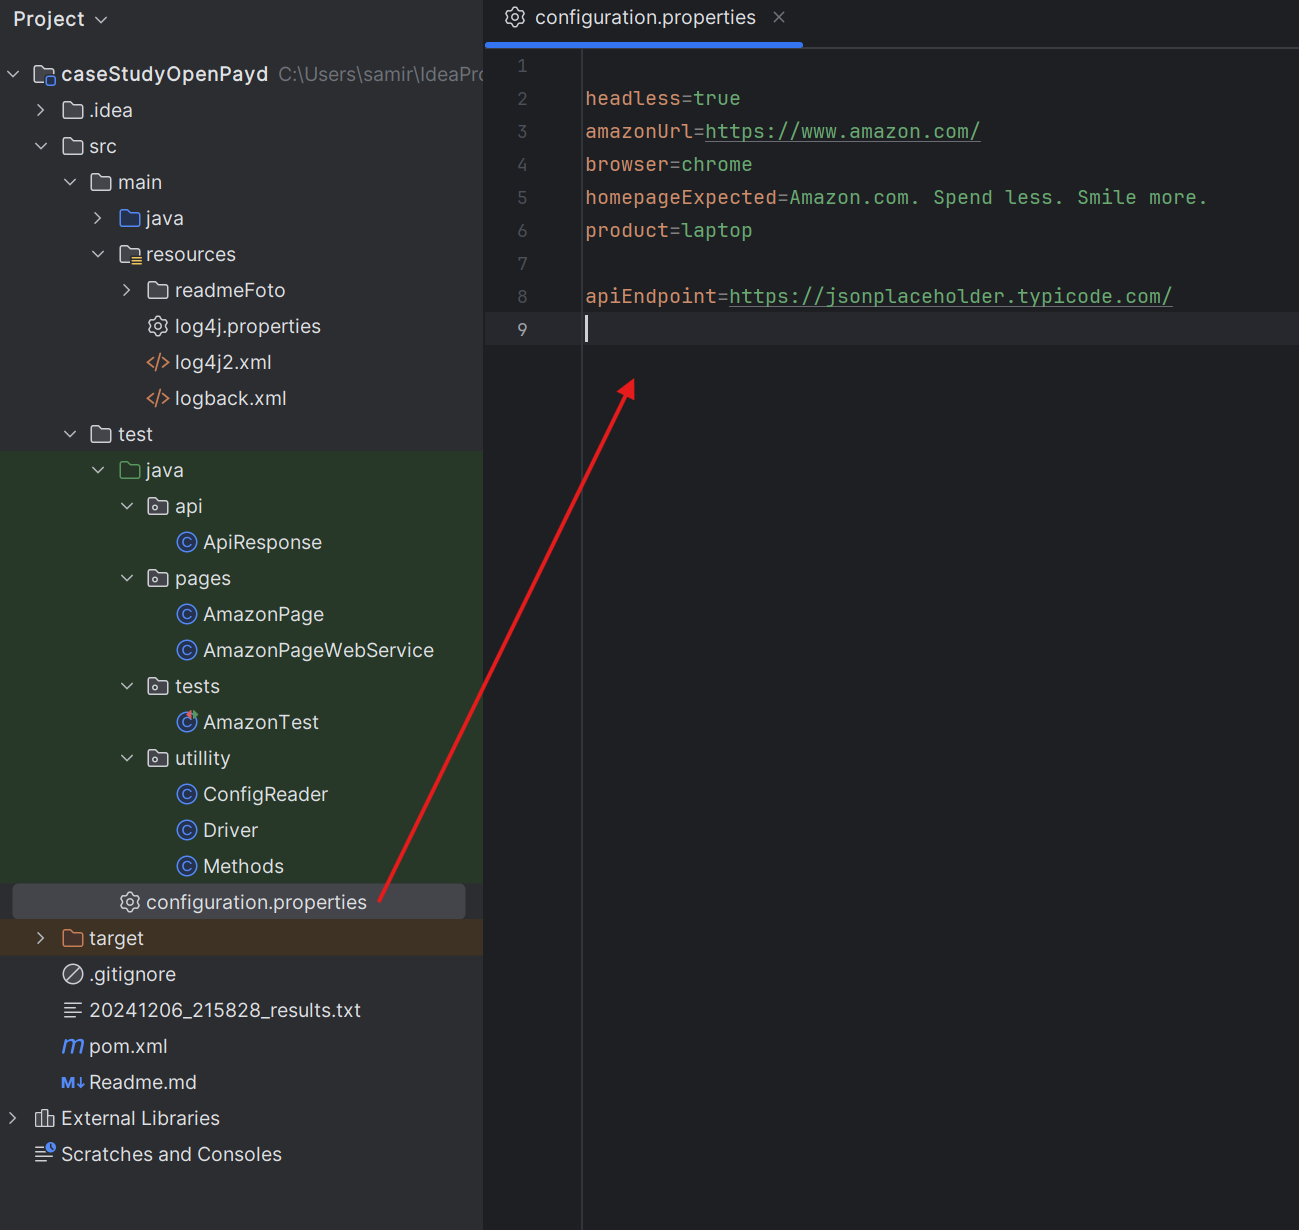 Project
caseStudyOpenPayd C:\Users\samir\IdeaPro
.idea
src
main
java
resources
readmeFoto
log4j.properties
log4j2.xml
logback.xml
test
java
api
ApiResponse
pages
AmazonPage
AmazonPageWebService
tests
AmazonTest
utillity
ConfigReader
Driver
Methods
configuration.properties
target
.gitignore
20241206_215828_results.txt
pom.xml
Readme.md
External Libraries
Scratches and Consoles
configuration.properties
1
2 headless=true
3 amazonUrl=https://www.amazon.com/
4 browser=chrome
5 homepageExpected=Amazon.com. Spend less. Smile more.
6 product=laptop
7
8 apiEndpoint=https://jsonplaceholder.typicode.com/
9